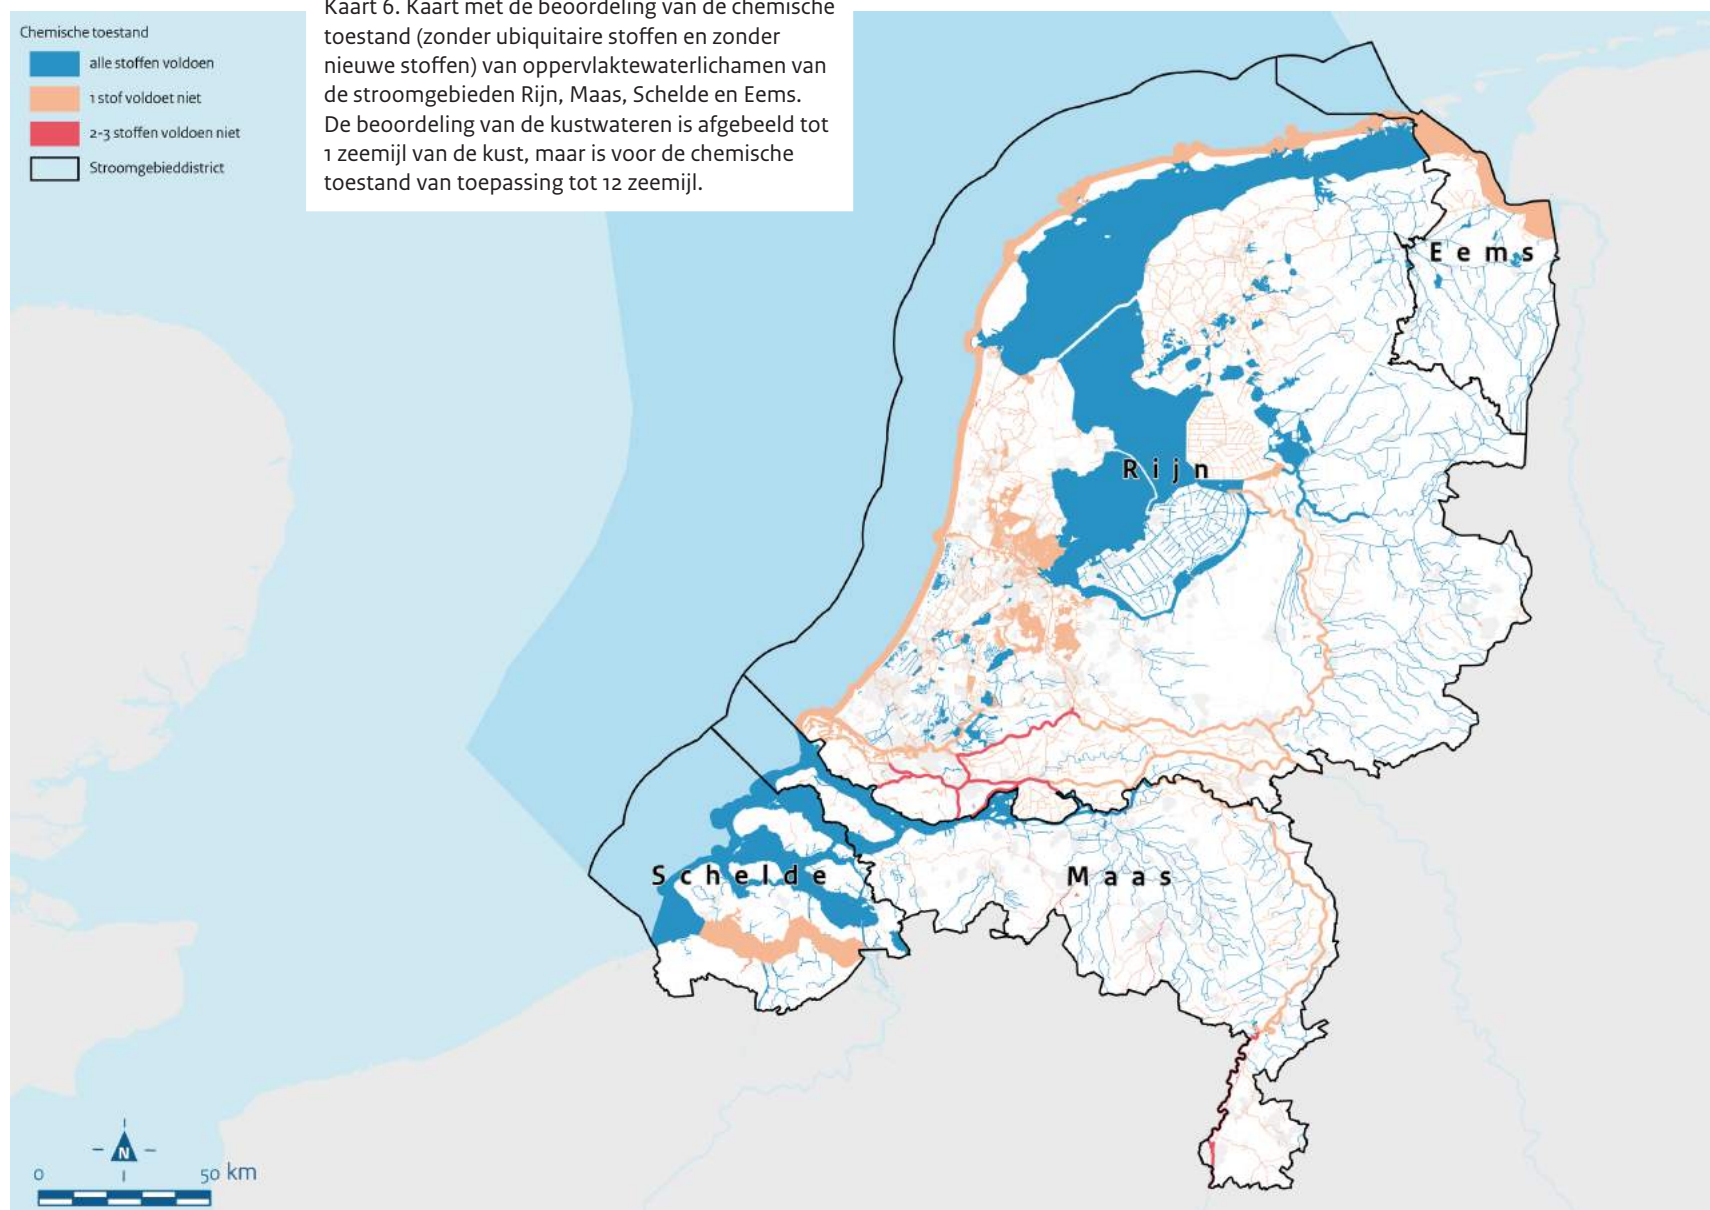 Kaart 6. Kaart met de beoordeling van de chemische
toestand (zonder ubiquitaire stoffen en zonder
nieuwe stoffen) van oppervlaktewaterlichamen van
de stroomgebieden Rijn, Maas, Schelde en Eems.
De beoordeling van de kustwateren is afgebeeld tot
1 zeemijl van de kust, maar is voor de chemische
toestand van toepassing tot 12 zeemijl.
Chemische toestand
alle stoffen voldoen
1 stof voldoet niet
2-3 stoffen voldoen niet
Stroomgebieddistrict
Eems
Rijn
Schelde
Maas
N
0 50 km